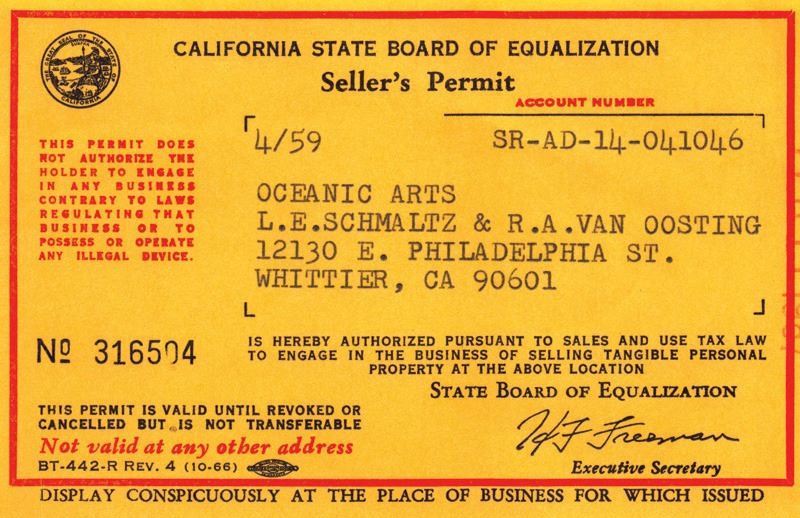 CALIFORNIA STATE BOARD OF EQUALIZATION
Seller's Permit
ACCOUNT NUMBER
4/59 SR-AD-14-041046
THIS PERMIT DOES
NOT AUTHORIZE THE
HOLDER TO ENGAGE
IN ANY BUSINESS
CONTRARY TO LAWS
REGULATING THAT
BUSINESS OR TO
POSSESS OR OPERATE
ANY ILLEGAL DEVICE.
OCEANIC ARTS
L.E.SCHMALTZ & R.A.VAN OOSTING
12130 E. PHILADELPHIA ST.
WHITTIER, CA 90601
Nº 316504
IS HEREBY AUTHORIZED PURSUANT TO SALES AND USE TAX LAW
TO ENGAGE IN THE BUSINESS OF SELLING TANGIBLE PERSONAL
PROPERTY AT THE ABOVE LOCATION
STATE BOARD OF EQUALIZATION
THIS PERMIT IS VALID UNTIL REVOKED OR
CANCELLED BUT IS NOT TRANSFERABLE
Not valid at any other address
BT-442-R REV. 4 (10-66)
H F Freeman
Executive Secretary
DISPLAY CONSPICUOUSLY AT THE PLACE OF BUSINESS FOR WHICH ISSUED